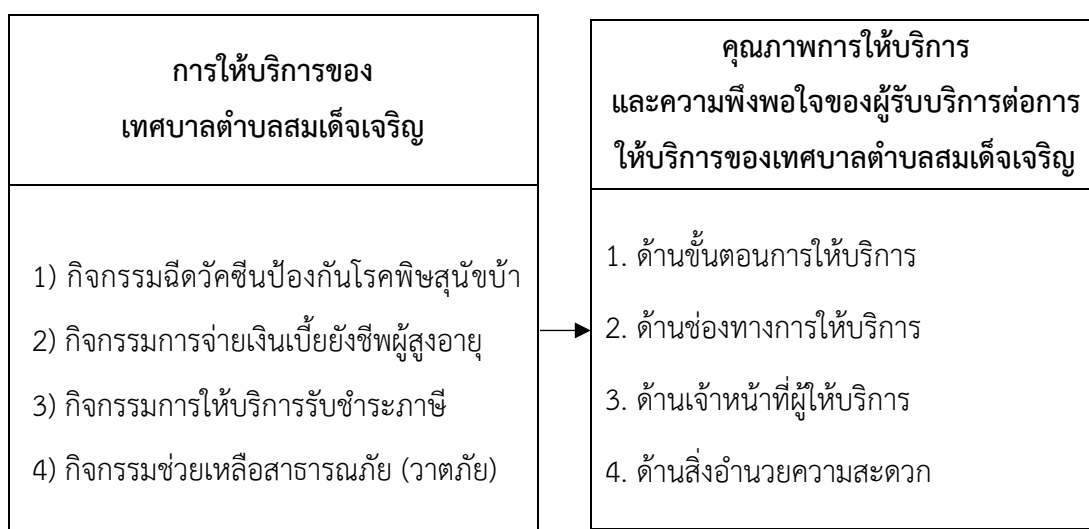 การให้บริการของ
เทศบาลตำบลสมเด็จเจริญ
1) กิจกรรมฉีดวัคซีนป้องกันโรคพิษสุนัขบ้า
2) กิจกรรมการจ่ายเงินเบี้ยยังชีพผู้สูงอายุ
3) กิจกรรมการให้บริการรับชำระภาษี
4) กิจกรรมช่วยเหลือสาธารณภัย (วาตภัย)
คุณภาพการให้บริการ
และความพึงพอใจของผู้รับบริการต่อการ
ให้บริการของเทศบาลตำบลสมเด็จเจริญ
1. ด้านขั้นตอนการให้บริการ
2. ด้านช่องทางการให้บริการ
3. ด้านเจ้าหน้าที่ผู้ให้บริการ
4. ด้านสิ่งอำนวยความสะดวก